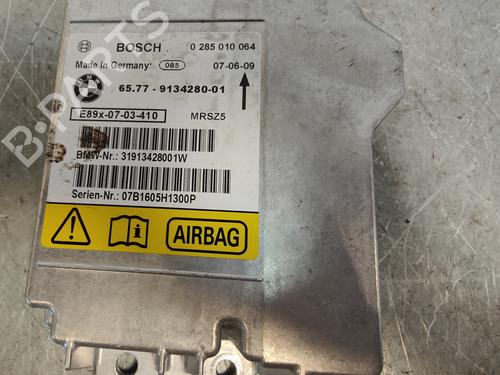 BOSCH 0 285 010 064
Made in Germany 085 07-06-09
BMW
65.77 - 9134280-01
E89x-07-03-410 MRSZ5
BMW-Nr.: 31913428001W
Serien-Nr.: 07B1605H1300P
AIRBAG
B-PARTS